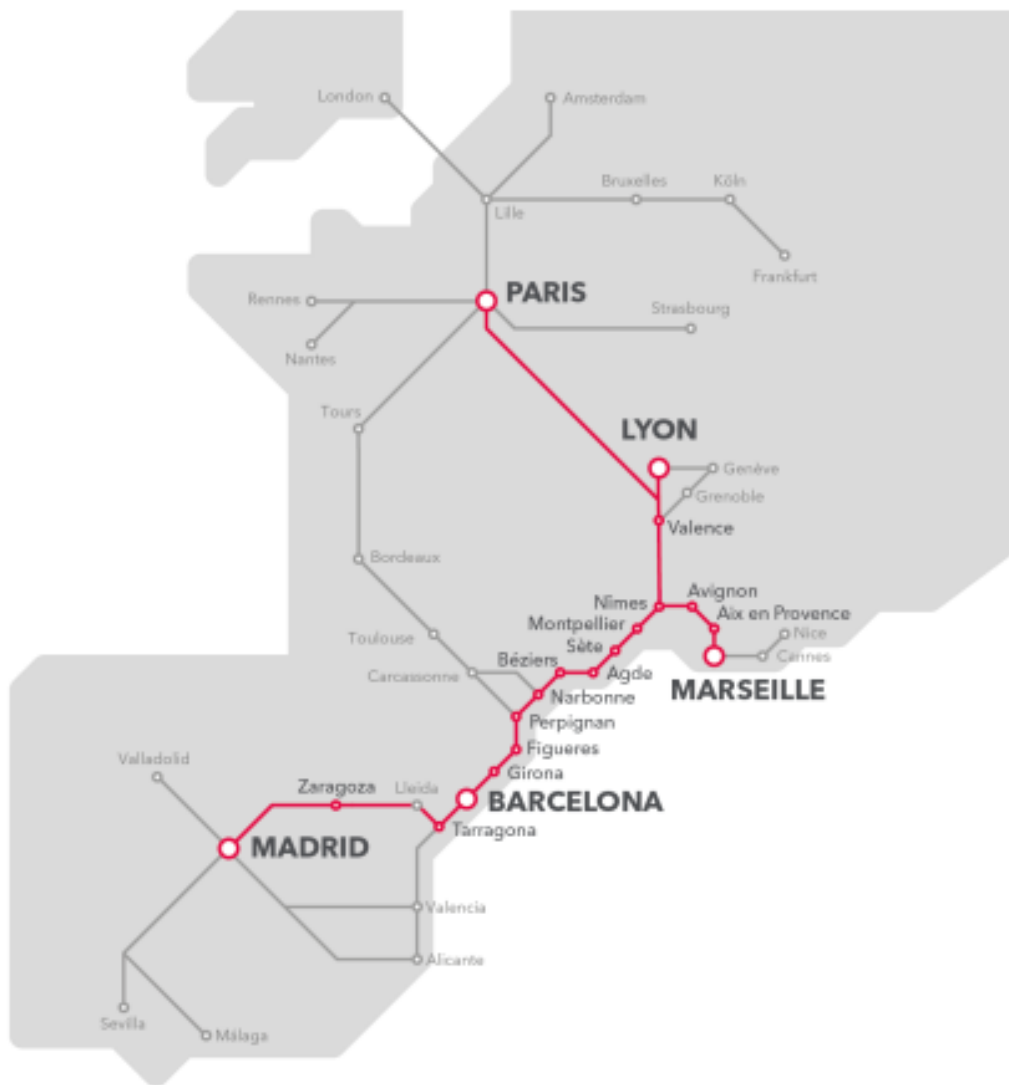 London
Amsterdam
Bruxelles
Köln
Lille
Frankfurt
PARIS
Rennes
Strasbourg
Nantes
Tours
LYON
Genève
Grenoble
Valence
Bordeaux
Nîmes
Avignon
Aix en Provence
Montpellier
Nice
Toulouse
Sète
Cannes
Béziers
Agde
Carcassonne
MARSEILLE
Narbonne
Perpignan
Figueres
Valladolid
Girona
Zaragoza
Lleida
BARCELONA
Tarragona
MADRID
Valencia
Alicante
Sevilla
Málaga